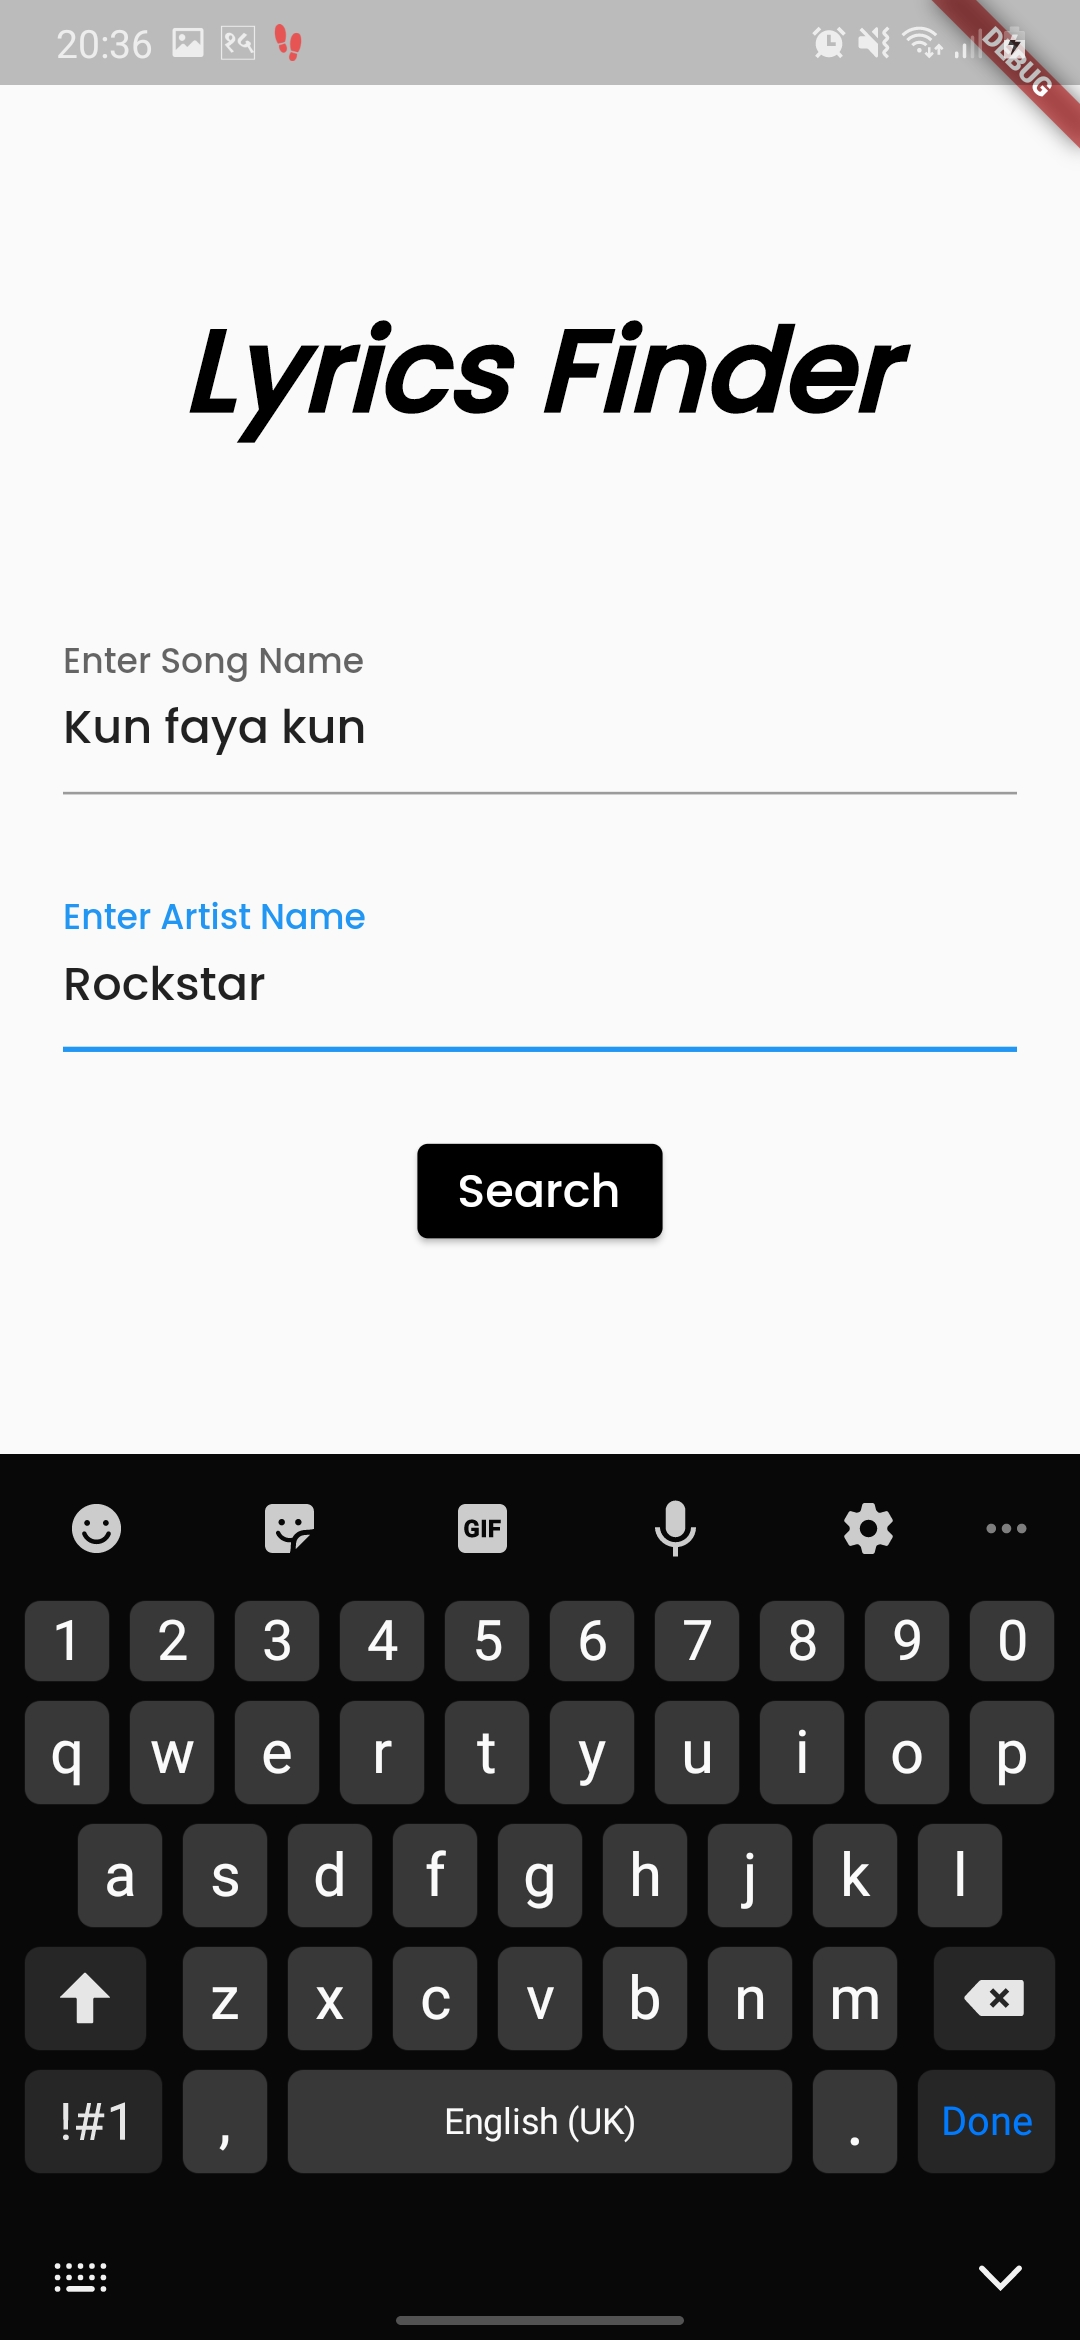 20:36 १५
DEBUG
Lyrics Finder
Enter Song Name
Kun faya kun
Enter Artist Name
Rockstar
Search
GIF
1 2 3 4 5 6 7 8 9 0
q w e r t y u i o p
a s d f g h j k l
z x c v b n m
!#1 , English (UK) . Done